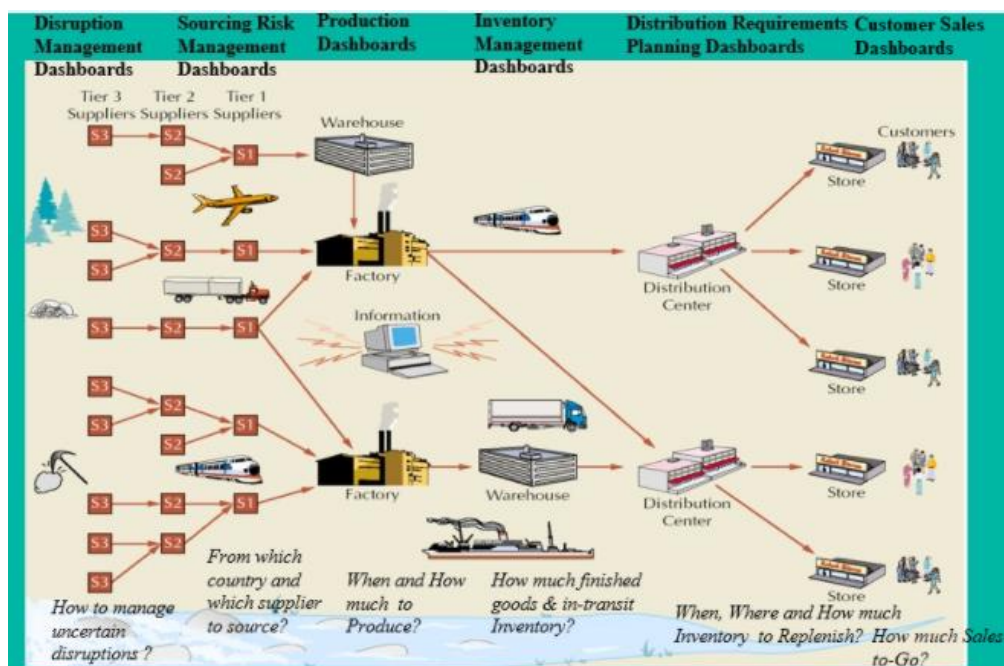 Disruption
Management
Dashboards
Sourcing Risk
Management
Dashboards
Production
Dashboards
Inventory
Management
Dashboards
Distribution Requirements
Planning Dashboards
Customer Sales
Dashboards
Tier 3 Tier 2 Tier 1
Suppliers Suppliers Suppliers
S3 S2
S1
S2
Warehouse
Customers
Store
S3
S2 S1
S3
Factory
Distribution
Center
Store
S3 S2 S1
Information
Store
S3
S2
S3
S1
S2
Factory
Warehouse
Distribution
Center
Store
S3 S2 S1
S3 S2
S3
Store
How to manage
uncertain
disruptions ?
From which
country and
which supplier
to source?
When and How
much to
Produce?
How much finished
goods & in-transit
Inventory?
When, Where and How much
Inventory to Replenish?
How much Sales
to-Go?